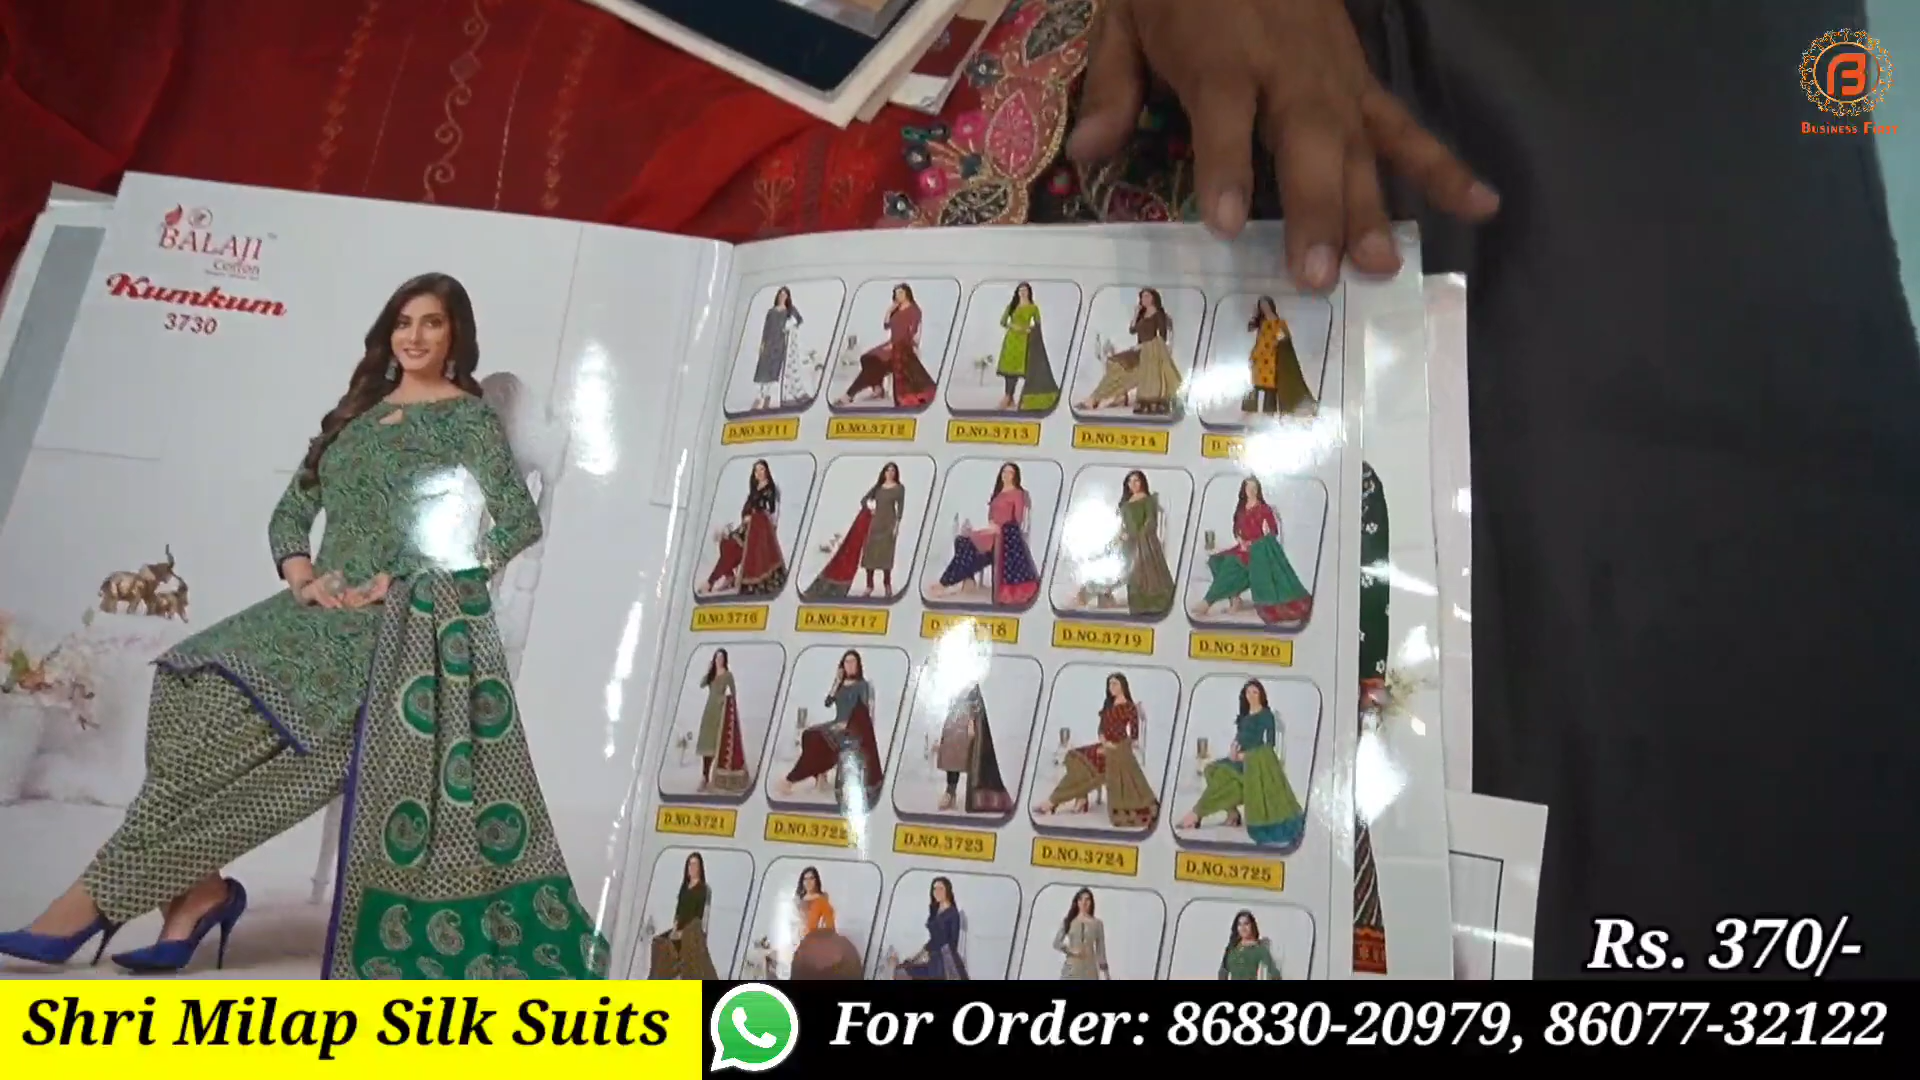 BUSINESS
BALAJI
Cotton
Kumkum
3730
D.NO.3711
D.NO.3712
D.NO.3713
D.NO.3714
D.NO.3716
D.NO.3717
D.NO.3719
D.NO.3720
D.NO.3721
D.NO.3722
D.NO.3723
D.NO.3724
D.NO.3725
Rs. 370/-
Shri Milap Silk Suits
For Order: 86830-20979, 86077-32122